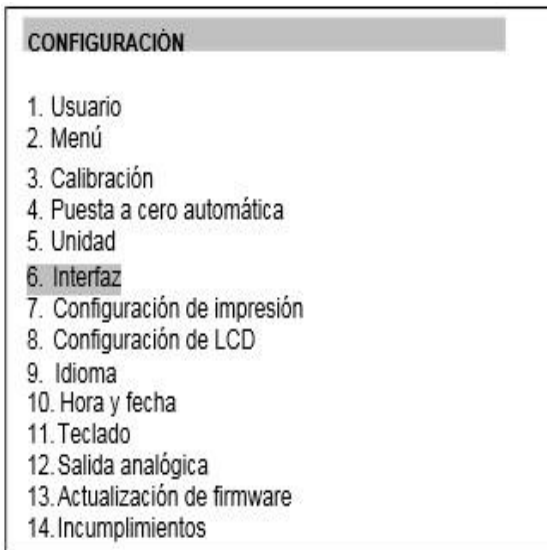 CONFIGURACIÓN
1. Usuario
2. Menú
3. Calibración
4. Puesta a cero automática
5. Unidad
6. Interfaz
7. Configuración de impresión
8. Configuración de LCD
9. Idioma
10. Hora y fecha
11. Teclado
12. Salida analógica
13. Actualización de firmware
14. Incumplimientos